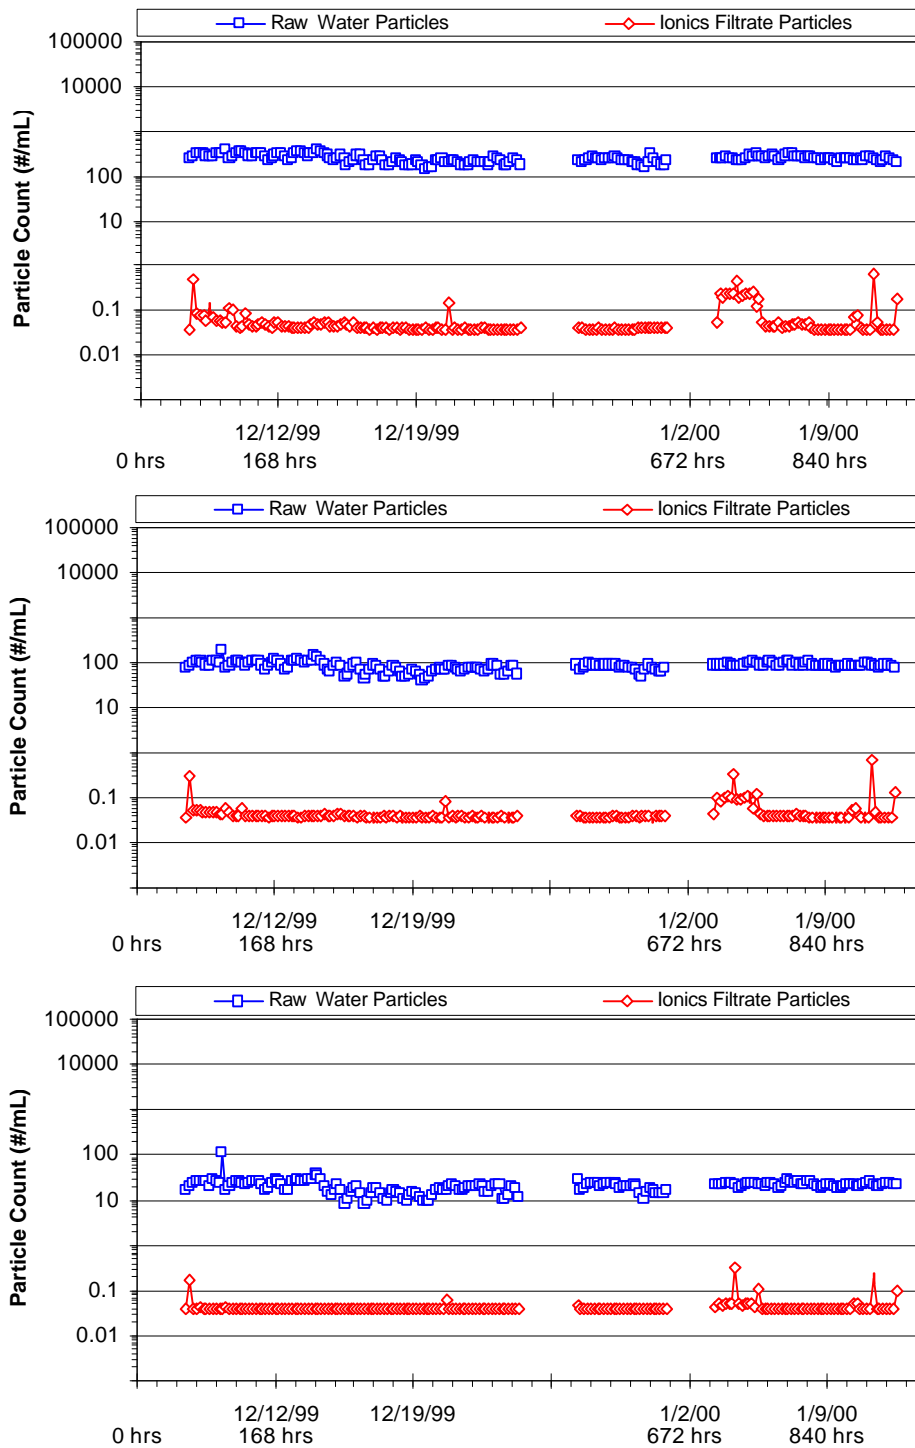 Raw Water Particles Ionics Filtrate Particles
100000
10000
100
10
0.1
0.01
Particle Count (#/mL)
12/12/99 12/19/99 1/2/00 1/9/00
0 hrs 168 hrs 672 hrs 840 hrs
Raw Water Particles Ionics Filtrate Particles
100000
10000
100
10
0.1
0.01
Particle Count (#/mL)
12/12/99 12/19/99 1/2/00 1/9/00
0 hrs 168 hrs 672 hrs 840 hrs
Raw Water Particles Ionics Filtrate Particles
100000
10000
100
10
0.1
0.01
Particle Count (#/mL)
12/12/99 12/19/99 1/2/00 1/9/00
0 hrs 168 hrs 672 hrs 840 hrs